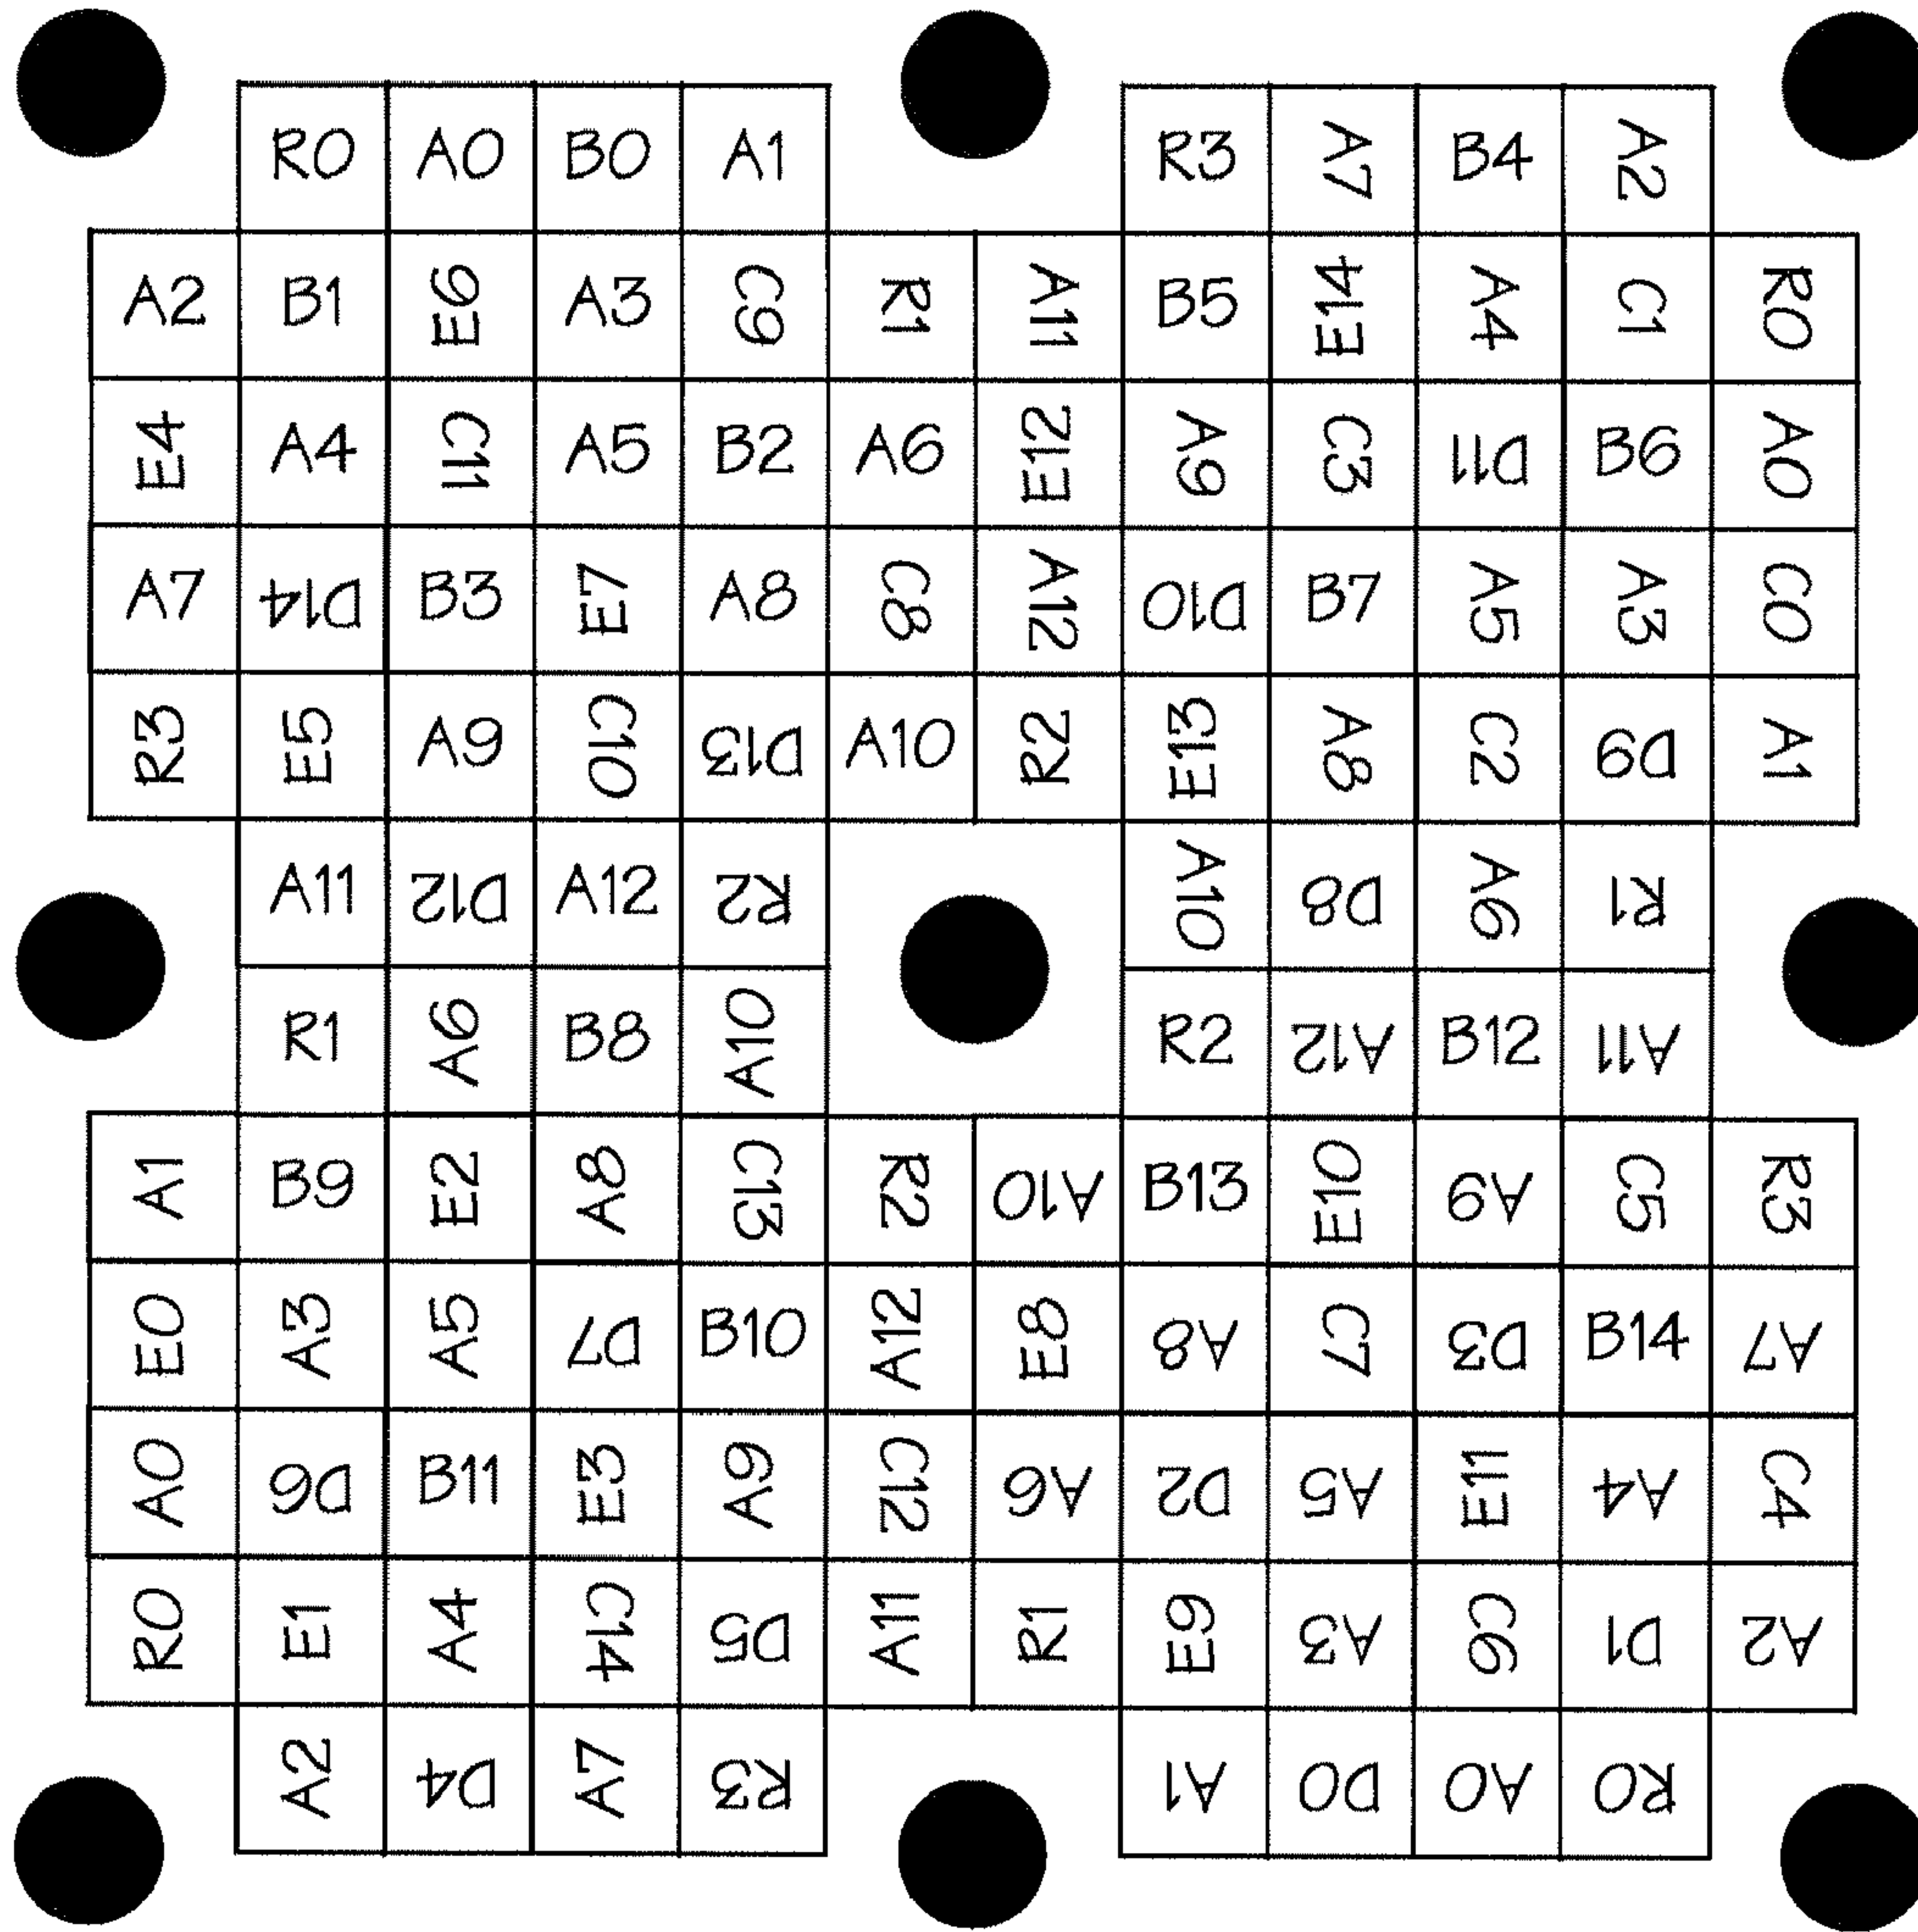 R0 A0 B0 A1 R3 A7 B4 A2
A2 B1 E6 A3 C9 R1 A11 B5 E14 A4 C1 R0
E4 A4 C11 A5 B2 A6 E12 A9 C3 D11 B6 A0
A7 D14 B3 E7 A8 C8 A12 D10 B7 A5 A3 C0
R3 E5 A9 C10 D13 A10 R2 E13 A8 C2 D9 A1
A11 D12 A12 R2 A10 D8 A6 R1
R1 A6 B8 A10 R2 A12 B12 A11
A1 B9 E2 A8 C13 R2 A10 B13 E10 A9 C5 R3
E0 A3 A5 D7 B10 A12 E8 A8 C7 D3 B14 A7
A0 D6 B11 E3 A9 C12 A6 D2 A5 E11 A4 C4
R0 E1 A4 C14 D5 A11 R1 E9 A3 C6 D1 A2
A2 D4 A7 R3 A1 D0 A0 R0